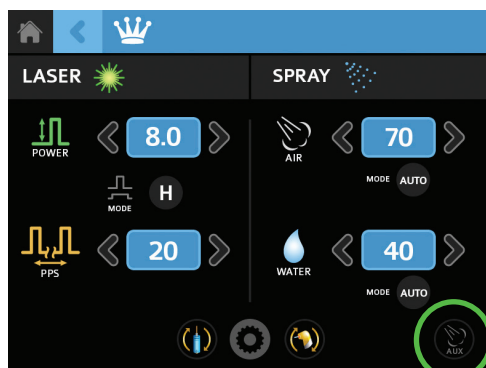 LASER
SPRAY
POWER
8.0
AIR
70
MODE
H
MODE AUTO
PPS
20
WATER
40
MODE AUTO
AUX